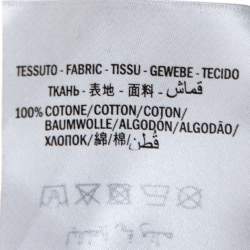 TESSUTO - FABRIC - TISSU - GEWEBE - TECIDO
ТКАНЬ - 表地 - 面料 - قماش
100% COTONE/COTTON/COTON/
BAUMWOLLE/ALGODÓN/ALGODÃO/
ХЛОПОК/綿/棉/قطن